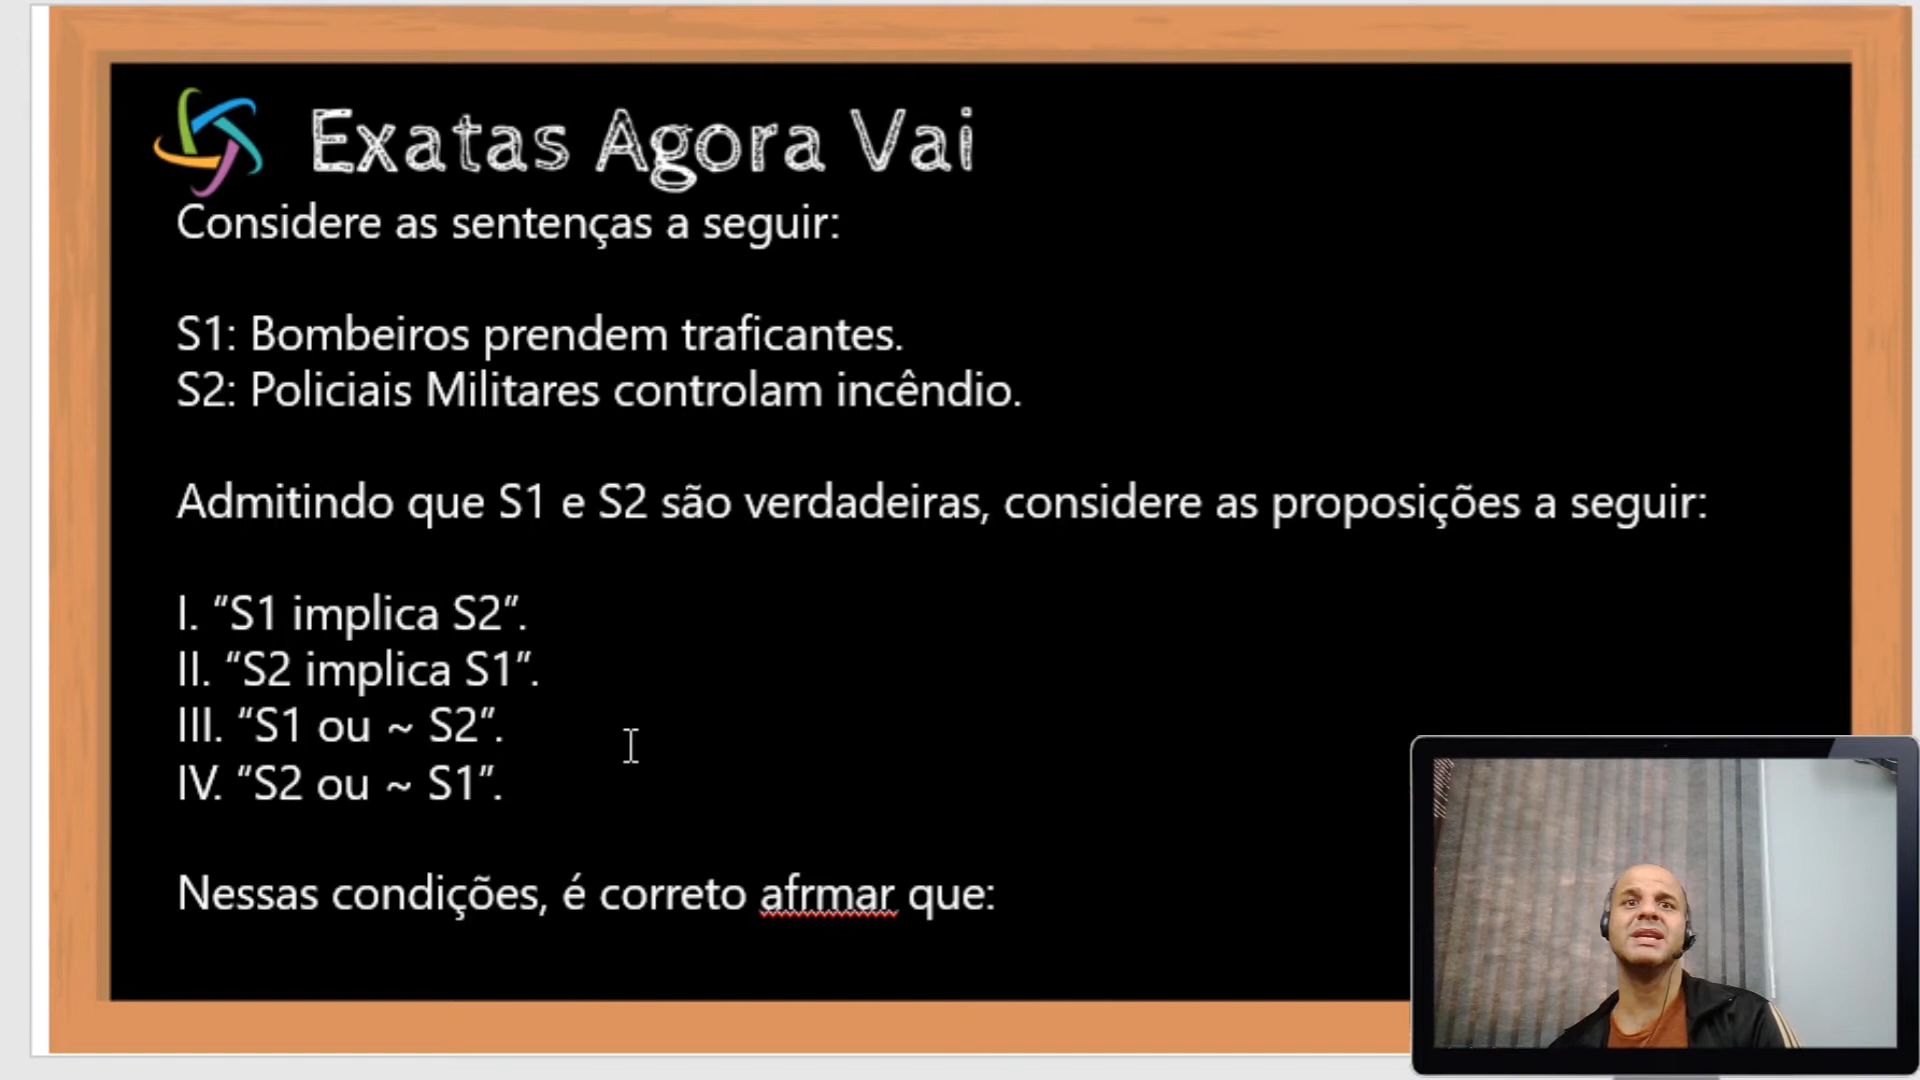 Exatas Agora Vai
Considere as sentenças a seguir:
S1: Bombeiros prendem traficantes.
S2: Policiais Militares controlam incêndio.
Admitindo que S1 e S2 são verdadeiras, considere as proposições a seguir:
I. “S1 implica S2”.
II. “S2 implica S1”.
III. “S1 ou ~ S2”.
IV. “S2 ou ~ S1”.
Nessas condições, é correto afrmar que: